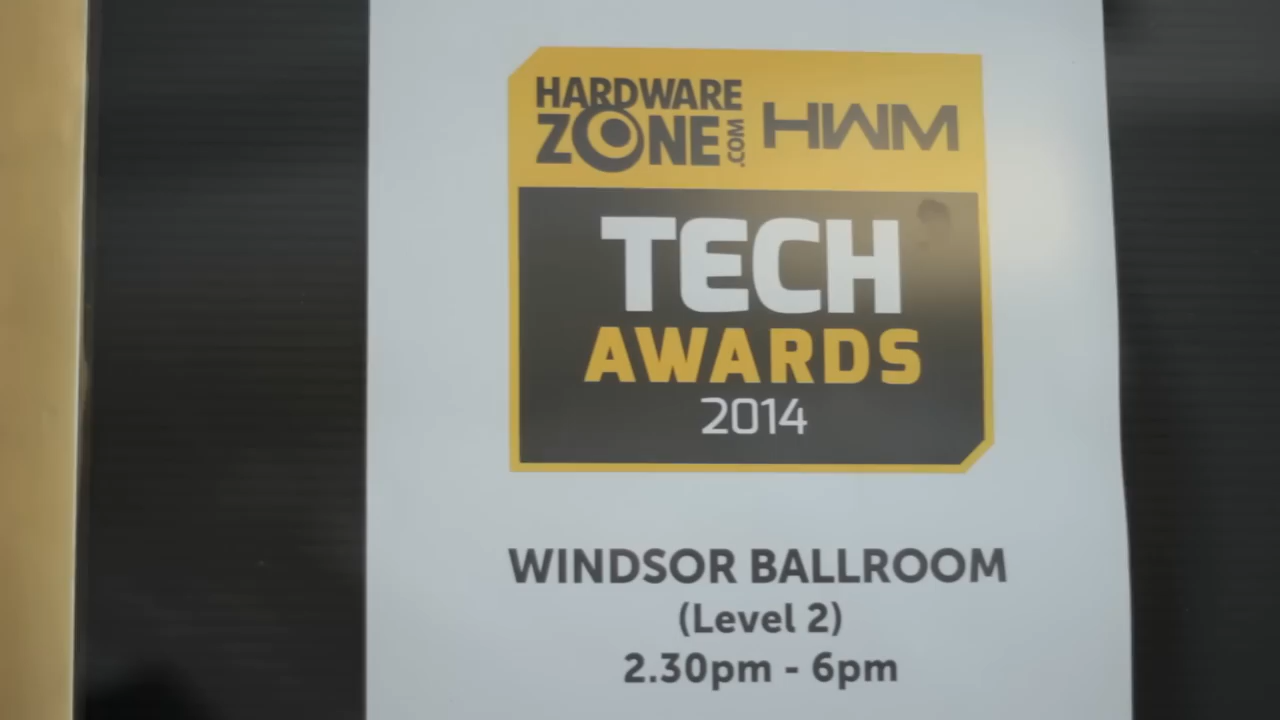 HARDWARE
ZONE.COM
HWM
TECH
AWARDS
2014
WINDSOR BALLROOM
(Level 2)
2.30pm - 6pm